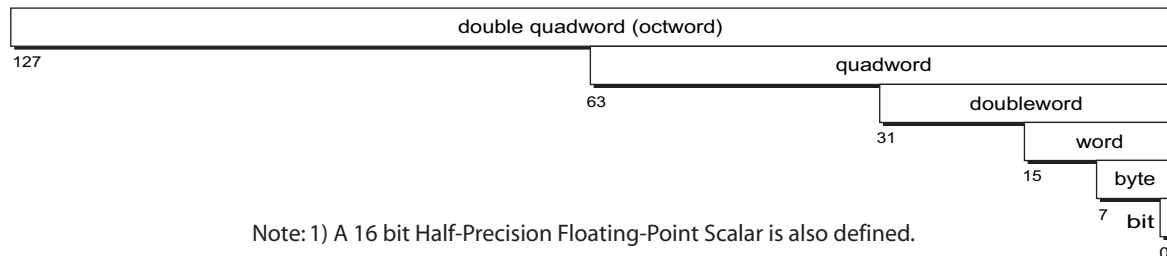 double quadword (octword)
127
quadword
63
doubleword
31
word
15
byte
7
bit
0
Note: 1) A 16 bit Half-Precision Floating-Point Scalar is also defined.